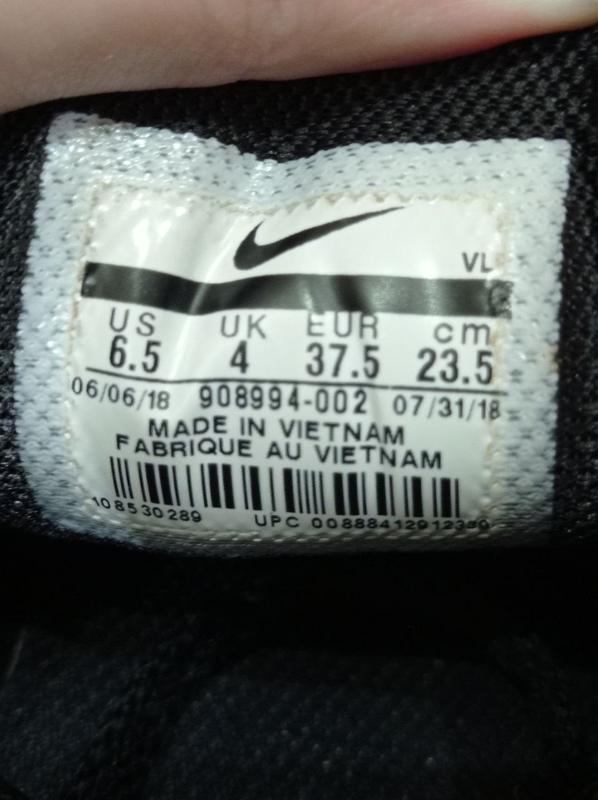 VL
US UK EUR cm
6.5 4 37.5 23.5
06/06/18 908994-002 07/31/18
MADE IN VIETNAM
FABRIQUE AU VIETNAM
108530289 UPC